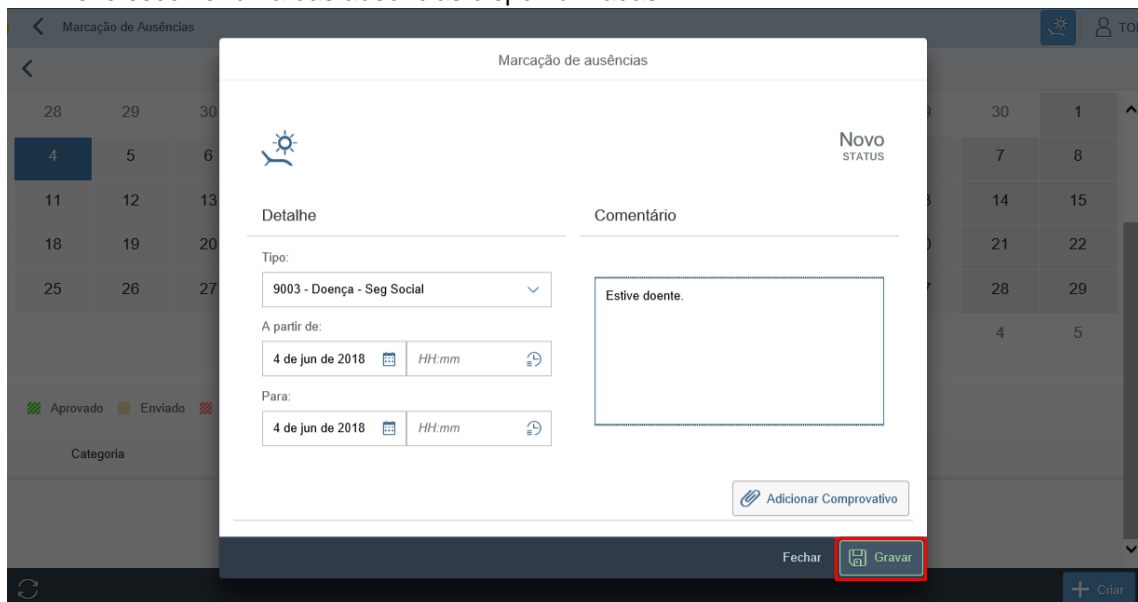 Marcação de Ausências
Marcação de ausências
28 29 30 30 1
4 5 6 7 8
11 12 13 14 15
18 19 20 21 22
25 26 27 28 29
4 5
Novo
STATUS
Detalhe
Comentário
Tipo:
9003 - Doença - Seg Social
Estive doente.
A partir de:
4 de jun de 2018 HH:mm
Para:
4 de jun de 2018 HH:mm
Aprovado Enviado
Categoria
Adicionar Comprovativo
Fechar Gravar
Criar